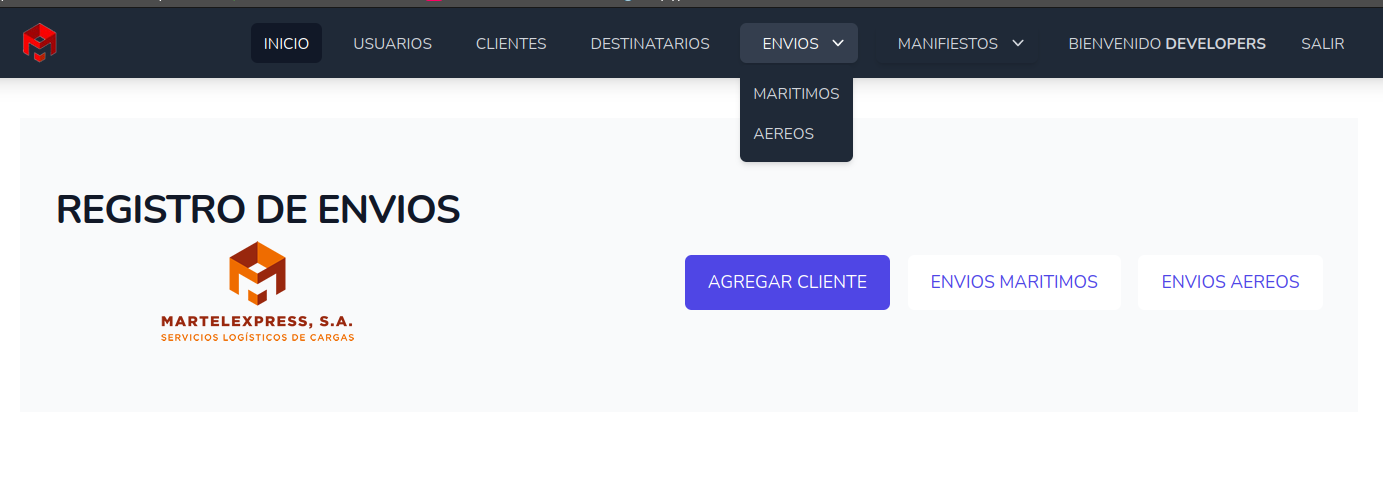 INICIO USUARIOS CLIENTES DESTINATARIOS ENVIOS MANIFIESTOS BIENVENIDO DEVELOPERS SALIR
MARITIMOS
AEREOS
REGISTRO DE ENVIOS
MARTELEXPRESS, S.A.
SERVICIOS LOGÍSTICOS DE CARGAS
AGREGAR CLIENTE ENVIOS MARITIMOS ENVIOS AEREOS